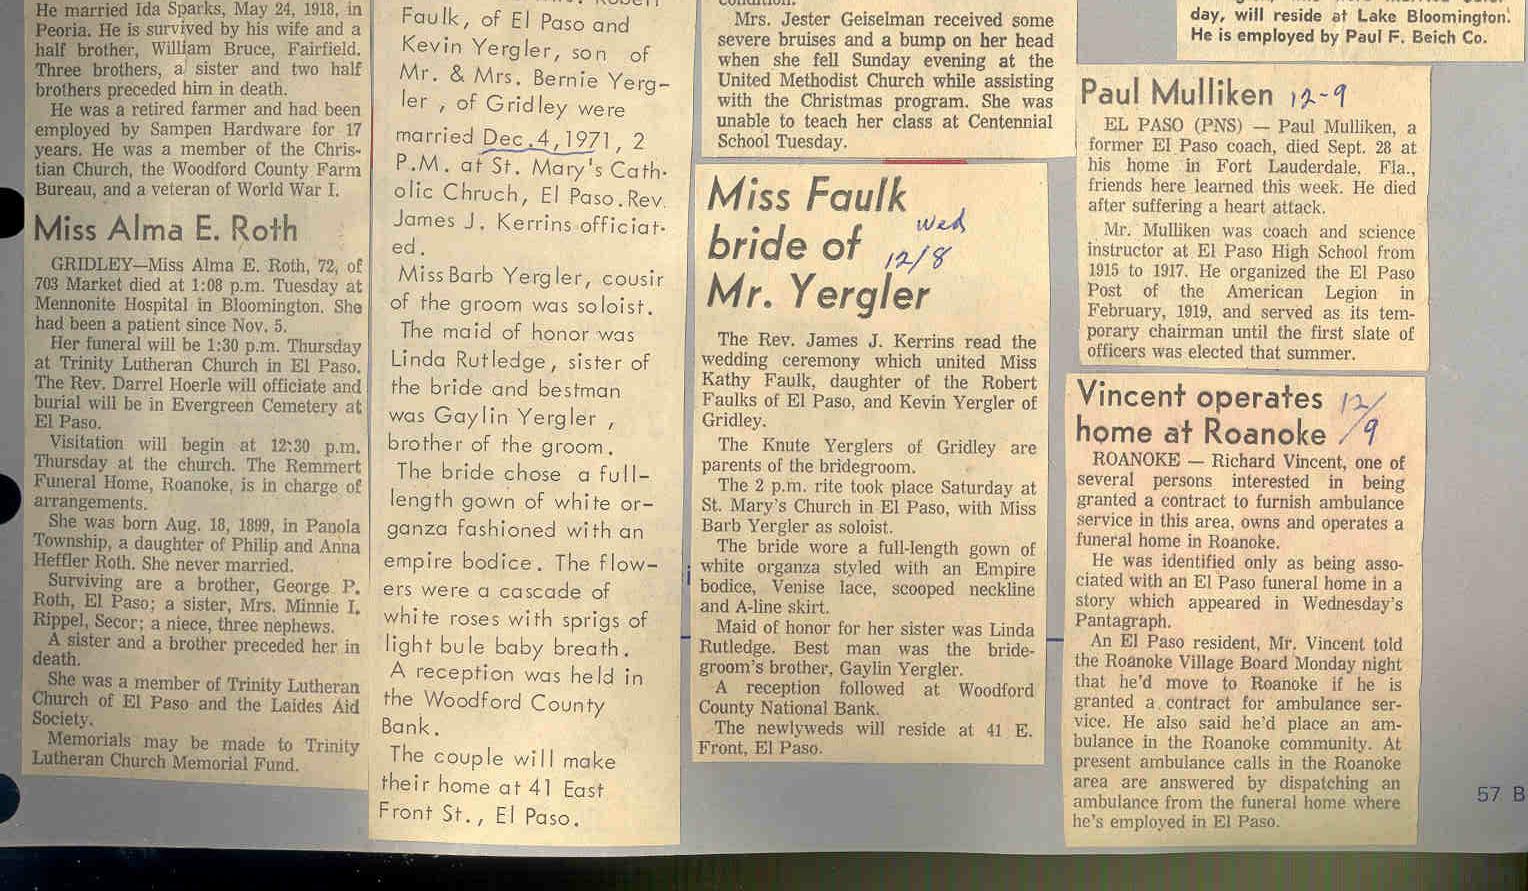 He married Ida Sparks, May 24, 1918, in
Peoria. He is survived by his wife and a
half brother, William Bruce, Fairfield.
Three brothers, a sister and two half
brothers preceded him in death.
He was a retired farmer and had been
employed by Sampen Hardware for 17
years. He was a member of the Chris-
tian Church, the Woodford County Farm
Bureau, and a veteran of World War I.
Miss Alma E. Roth
GRIDLEY—Miss Alma E. Roth, 72, of
703 Market died at 1:08 p.m. Tuesday at
Mennonite Hospital in Bloomington. She
had been a patient since Nov. 5.
Her funeral will be 1:30 p.m. Thursday
at Trinity Lutheran Church in El Paso.
The Rev. Darrel Hoerle will officiate and
burial will be in Evergreen Cemetery at
El Paso.
Visitation will begin at 12:30 p.m.
Thursday at the church. The Remmert
Funeral Home, Roanoke, is in charge of
arrangements.
She was born Aug. 18, 1899, in Panola
Township, a daughter of Philip and Anna
Heffler Roth. She never married.
Surviving are a brother, George P.
Roth, El Paso; a sister, Mrs. Minnie I.
Rippel, Secor; a niece, three nephews.
A sister and a brother preceded her in
death.
She was a member of Trinity Lutheran
Church of El Paso and the Laides Aid
Society.
Memorials may be made to Trinity
Lutheran Church Memorial Fund.
Faulk, of El Paso and
Kevin Yergler, son of
Mr. & Mrs. Bernie Yerg-
ler , of Gridley were
married Dec.4,1971, 2
P.M. at St. Mary's Cath-
olic Chruch, El Paso.Rev.
James J. Kerrins officiat-
ed.
Miss Barb Yergler, cousir
of the groom was soloist.
The maid of honor was
Linda Rutledge, sister of
the bride and bestman
was Gaylin Yergler ,
brother of the groom.
The bride chose a full-
length gown of white or-
ganza fashioned with an
empire bodice. The flow-
ers were a cascade of
white roses with sprigs of
light bule baby breath.
A reception was held in
the Woodford County
Bank.
The couple will make
their home at 41 East
Front St., El Paso.
condition.
Mrs. Jester Geiselman received some
severe bruises and a bump on her head
when she fell Sunday evening at the
United Methodist Church while assisting
with the Christmas program. She was
unable to teach her class at Centennial
School Tuesday.
Miss Faulk
bride of
Mr. Yergler
Wed
12/8
The Rev. James J. Kerrins read the
wedding ceremony which united Miss
Kathy Faulk, daughter of the Robert
Faulks of El Paso, and Kevin Yergler of
Gridley.
The Knute Yerglers of Gridley are
parents of the bridegroom.
The 2 p.m. rite took place Saturday at
St. Mary's Church in El Paso, with Miss
Barb Yergler as soloist.
The bride wore a full-length gown of
white organza styled with an Empire
bodice, Venise lace, scooped neckline
and A-line skirt.
Maid of honor for her sister was Linda
Rutledge. Best man was the bride-
groom's brother, Gaylin Yergler.
A reception followed at Woodford
County National Bank.
The newlyweds will reside at 41 E.
Front, El Paso.
day, will reside at Lake Bloomington.
He is employed by Paul F. Beich Co.
Paul Mulliken 12-9
EL PASO (PNS) — Paul Mulliken, a
former El Paso coach, died Sept. 28 at
his home in Fort Lauderdale, Fla.,
friends here learned this week. He died
after suffering a heart attack.
Mr. Mulliken was coach and science
instructor at El Paso High School from
1915 to 1917. He organized the El Paso
Post of the American Legion in
February, 1919, and served as its tem-
porary chairman until the first slate of
officers was elected that summer.
Vincent operates
home at Roanoke
12/9
ROANOKE — Richard Vincent, one of
several persons interested in being
granted a contract to furnish ambulance
service in this area, owns and operates a
funeral home in Roanoke.
He was identified only as being asso-
ciated with an El Paso funeral home in a
story which appeared in Wednesday's
Pantagraph.
An El Paso resident, Mr. Vincent told
the Roanoke Village Board Monday night
that he'd move to Roanoke if he is
granted a contract for ambulance ser-
vice. He also said he'd place an am-
bulance in the Roanoke community. At
present ambulance calls in the Roanoke
area are answered by dispatching an
ambulance from the funeral home where
he's employed in El Paso.
57 B